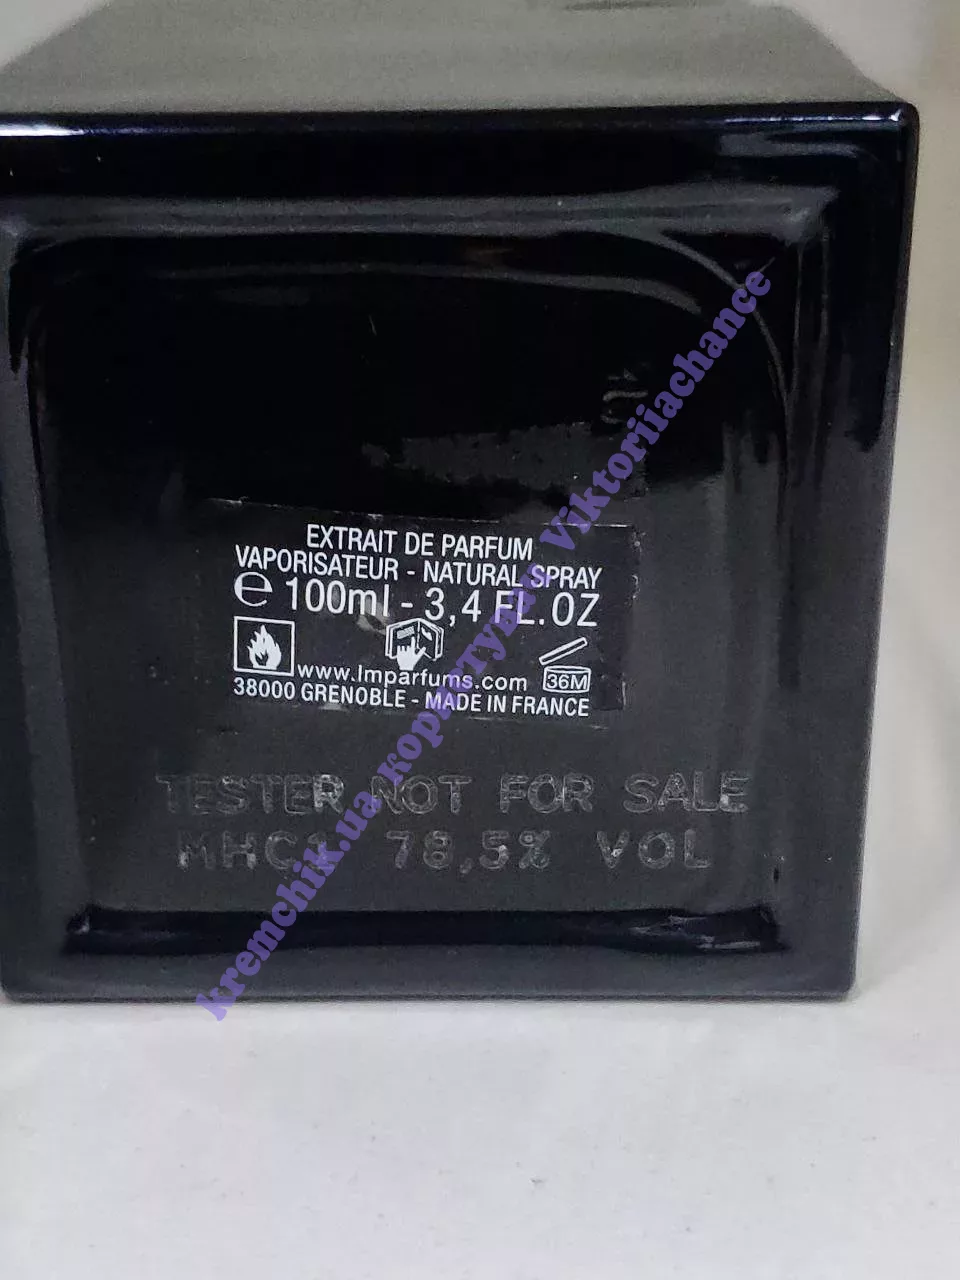 EXTRAIT DE PARFUM
VAPORISATEUR - NATURAL SPRAY
e 100ml - 3,4 FL.OZ
36M
www.lmparfums.com
38000 GRENOBLE - MADE IN FRANCE
TESTER NOT FOR SALE
78,5% VOL
kremchik.ua користувач Viktoriiachance